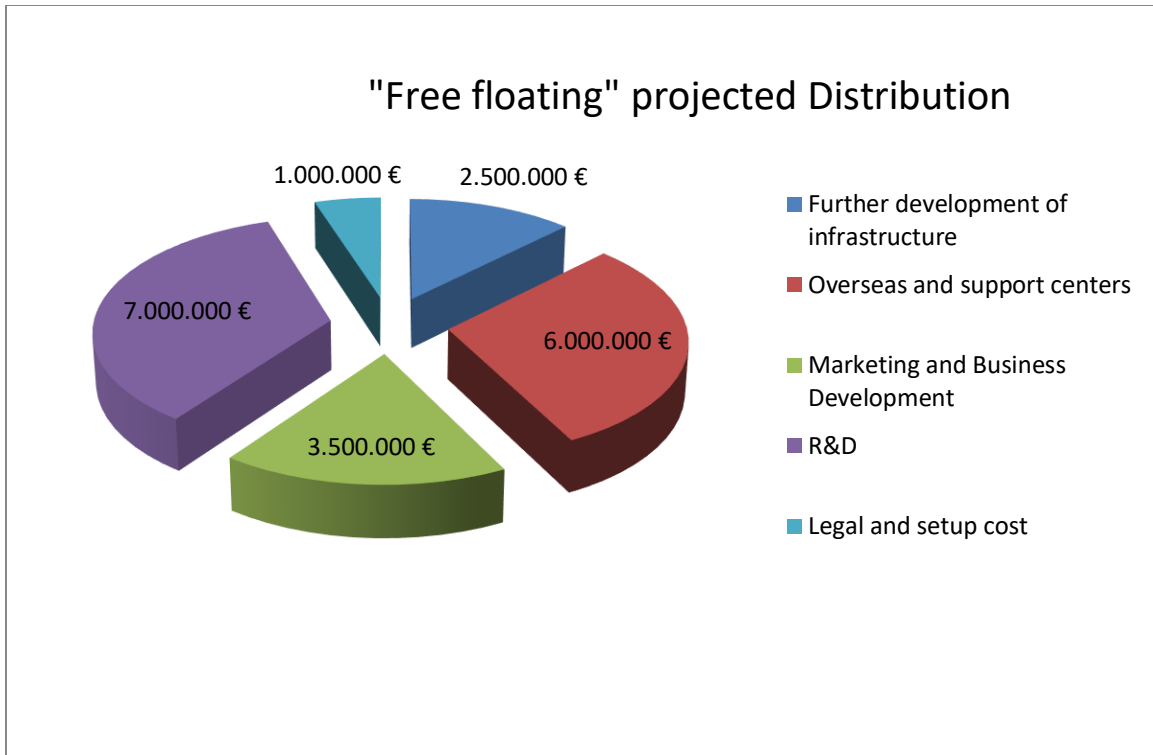 "Free floating" projected Distribution
1.000.000 €
2.500.000 €
7.000.000 €
6.000.000 €
3.500.000 €
Further development of
infrastructure
Overseas and support centers
Marketing and Business
Development
R&D
Legal and setup cost